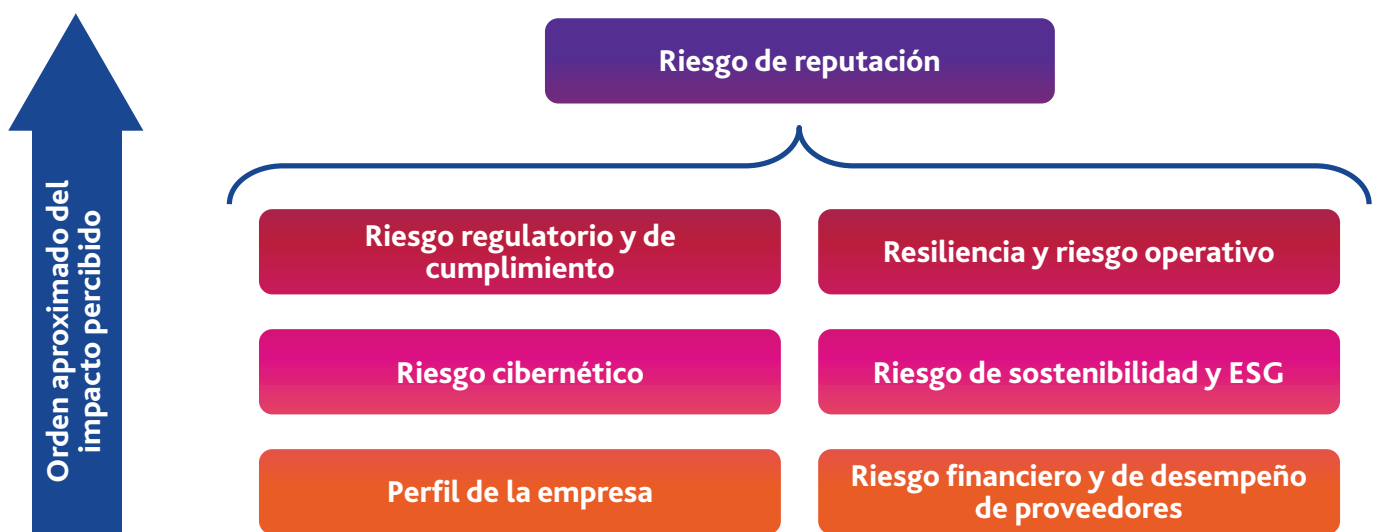 Riesgo de reputación
Orden aproximado del
impacto percibido
Riesgo regulatorio y de
cumplimiento
Resiliencia y riesgo operativo
Riesgo cibernético
Riesgo de sostenibilidad y ESG
Perfil de la empresa
Riesgo financiero y de desempeño
de proveedores